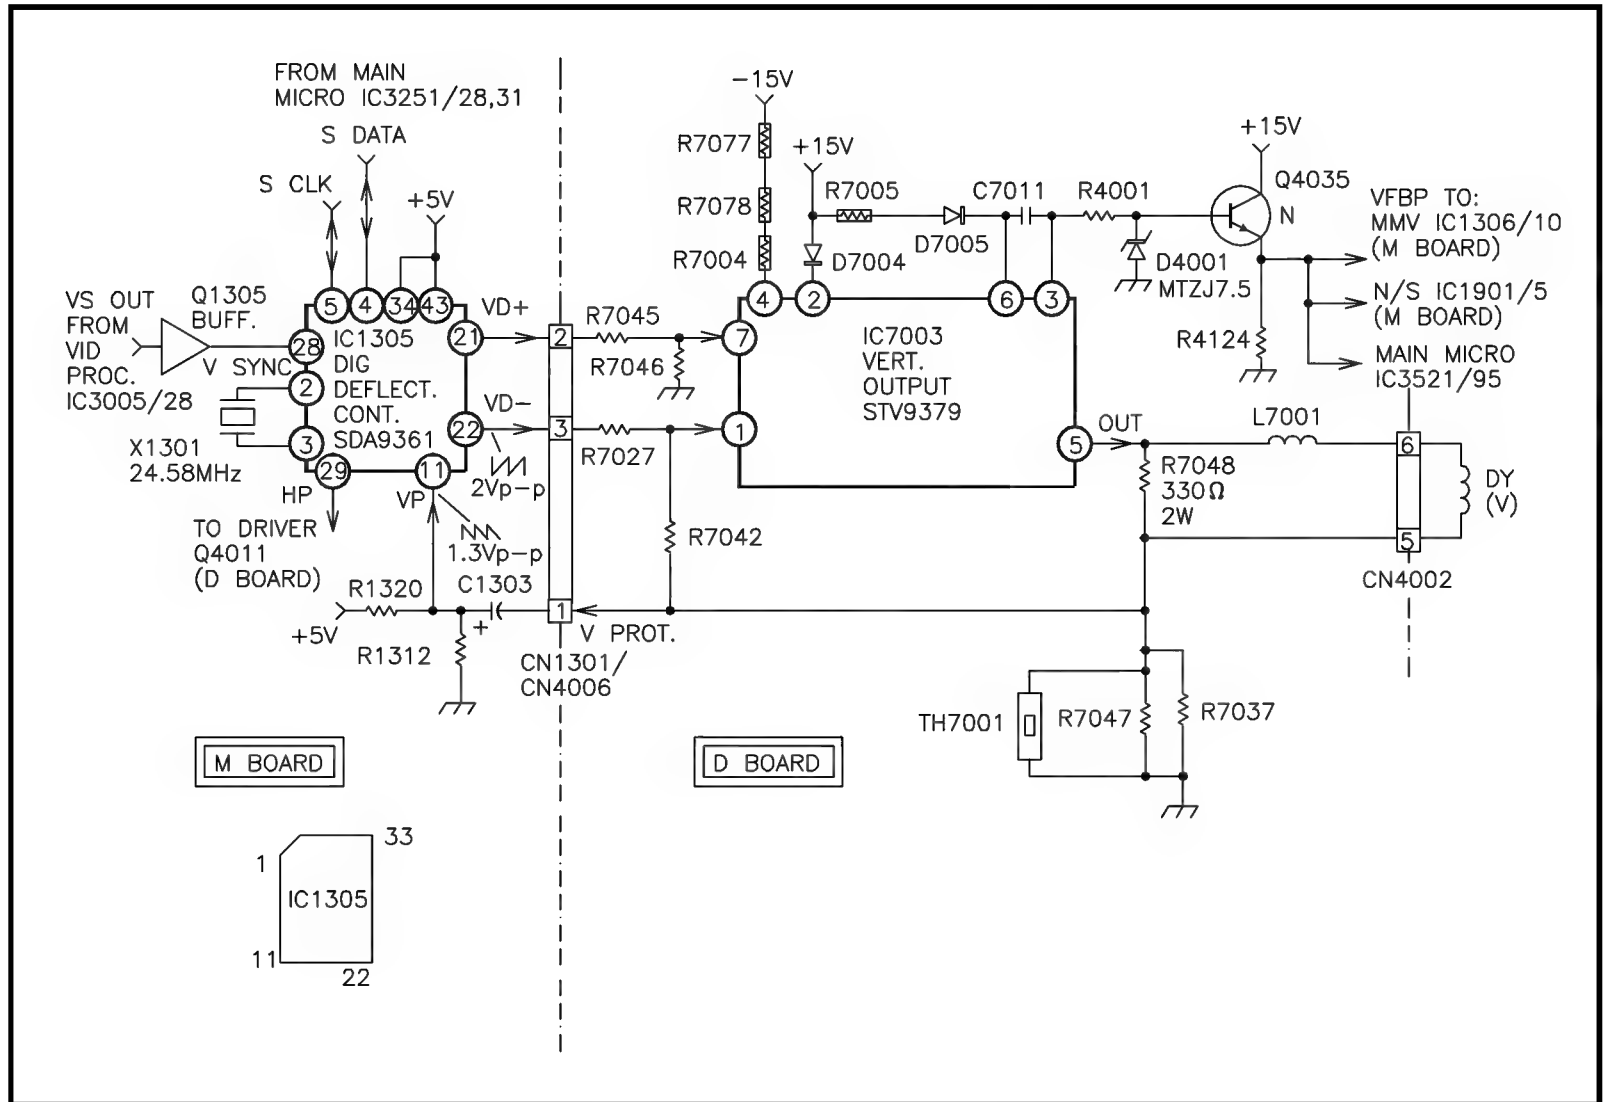 FROM MAIN
MICRO IC3251/28,31
S DATA
S CLK
+5V
-15V
R7077
R7078
R7004
+15V
R7005
D7004
D7005
C7011
R4001
D4001
MTZJ7.5
+15V
Q4035
N
R4124
VFBP TO:
MMV IC1306/10
(M BOARD)
N/S IC1901/5
(M BOARD)
MAIN MICRO
IC3521/95
VS OUT
FROM
VID
PROC.
IC3005/28
Q1305
BUFF.
V SYNC
X1301
24.58MHz
5
4
34
43
28
2
3
29
11
21
22
IC1305
DIG
DEFLECT.
CONT.
SDA9361
VD+
VD-
2Vp-p
HP
VP
1.3Vp-p
TO DRIVER
Q4011
(D BOARD)
R1320
+5V
R1312
C1303
+
2
3
1
V PROT.
CN1301/
CN4006
R7045
R7046
R7027
R7042
4
2
6
3
7
1
5
IC7003
VERT.
OUTPUT
STV9379
OUT
L7001
R7048
330Ω
2W
6
5
DY
(V)
CN4002
TH7001
R7047
R7037
M BOARD
D BOARD
1
33
IC1305
11
22